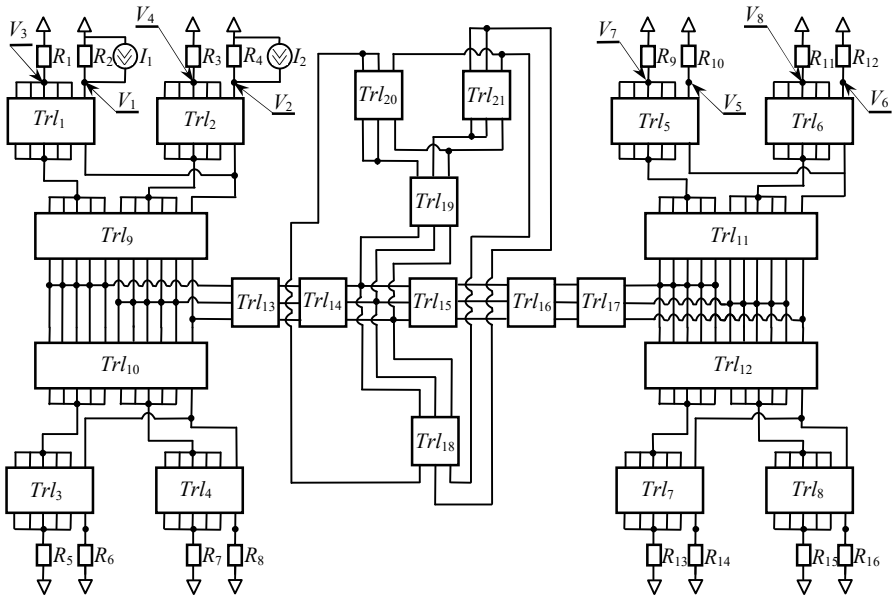 V4 V7 V8
V3 R1 R2 I1 R3 R4 I2 R9 R10 R11 R12
V1 V2 V5 V6
Trl1 Trl2 Trl20 Trl21 Trl5 Trl6
Trl19
Trl9 Trl11
Trl13 Trl14 Trl15 Trl16 Trl17
Trl10 Trl12
Trl18
Trl3 Trl4 Trl7 Trl8
R5 R6 R7 R8 R13 R14 R15 R16